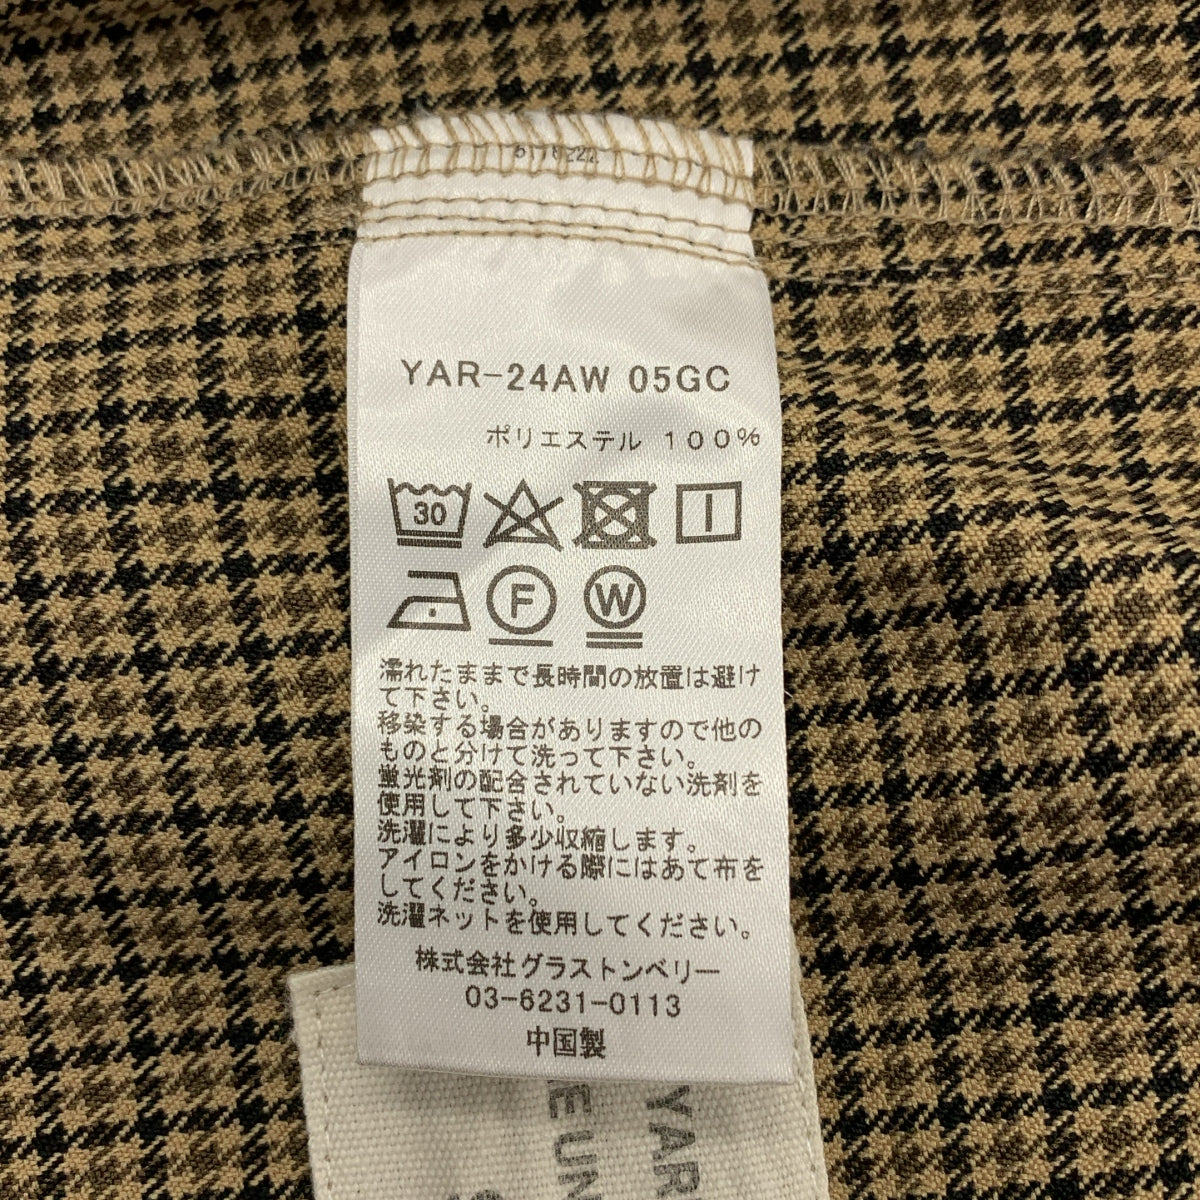 YAR-24AW 05GC
ポリエステル 100%
30
F W
濡れたままで長時間の放置は避け
て下さい。
移染する場合がありますので他の
ものと分けて洗って下さい。
蛍光剤の配合されていない洗剤を
使用して下さい。
洗濯により多少収縮します。
アイロンをかける際にはあて布を
してください。
洗濯ネットを使用してください。
株式会社グラストンベリー
03-6231-0113
中国製
YAR
EUN